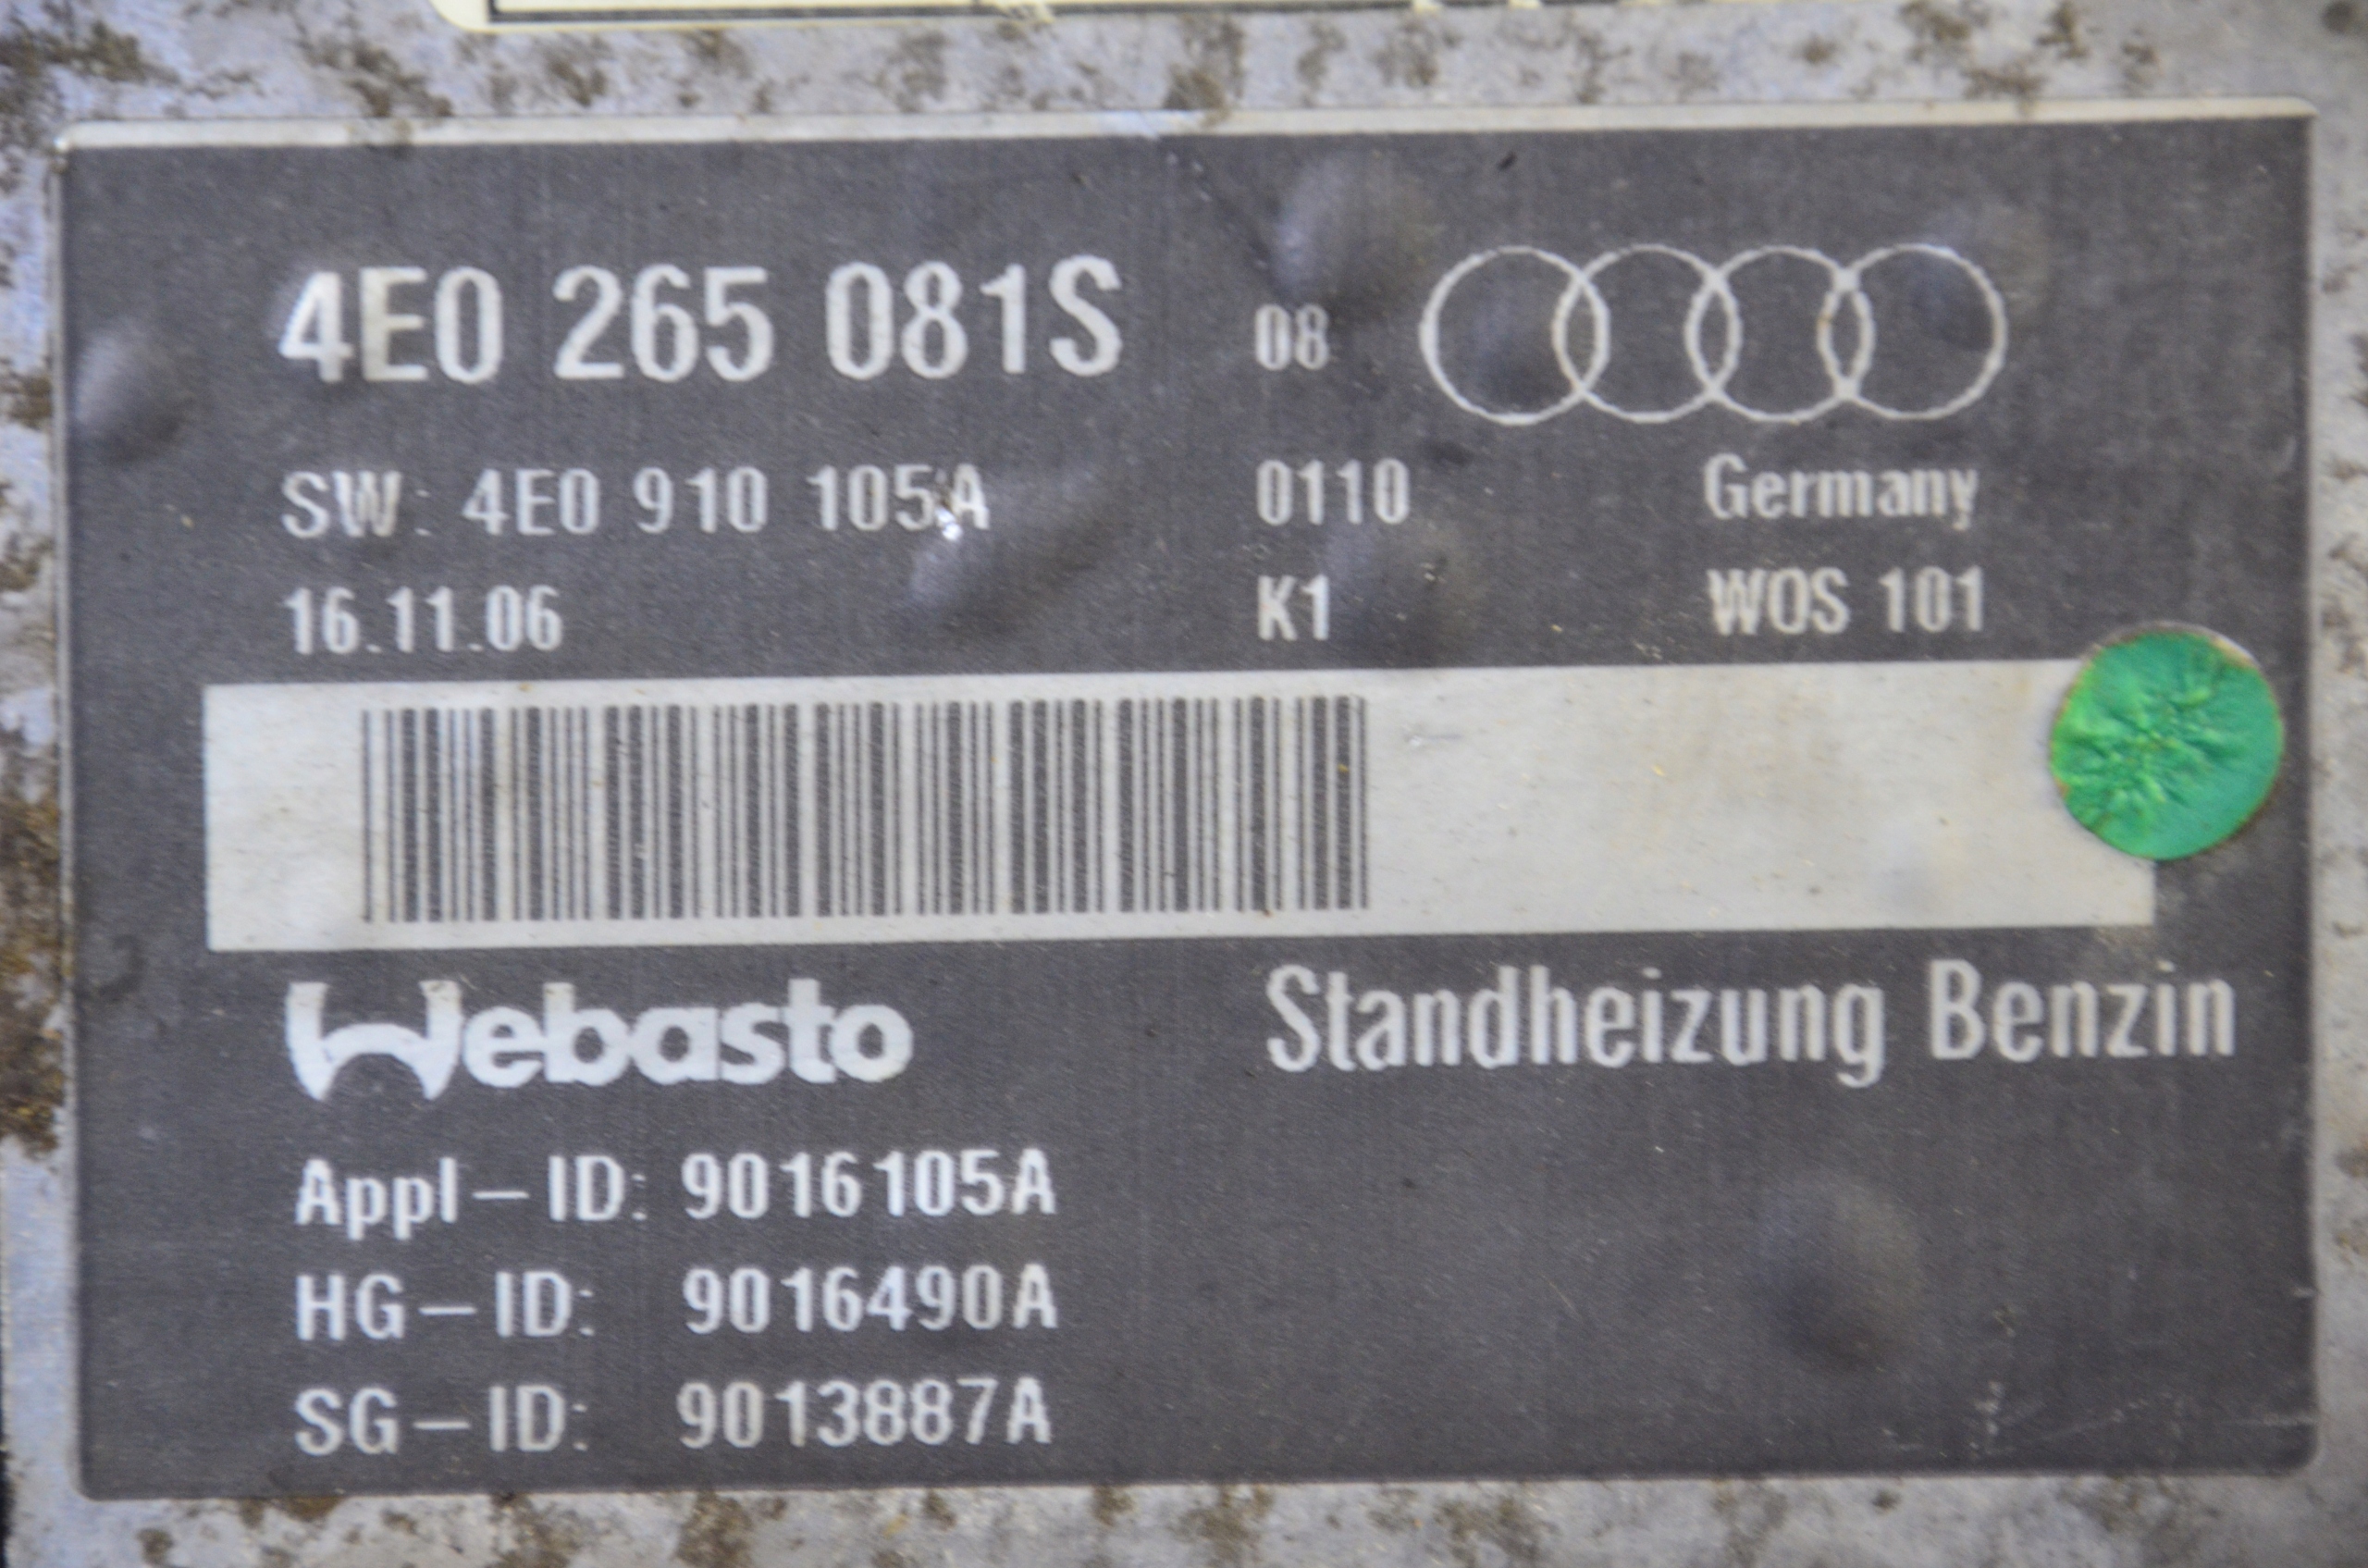 4E0 265 081S 08
SW: 4E0 910 105A 0110 Germany
16.11.06 K1 WOS 101
Webasto Standheizung Benzin
Appl-ID: 9016105A
HG-ID: 9016490A
SG-ID: 9013887A